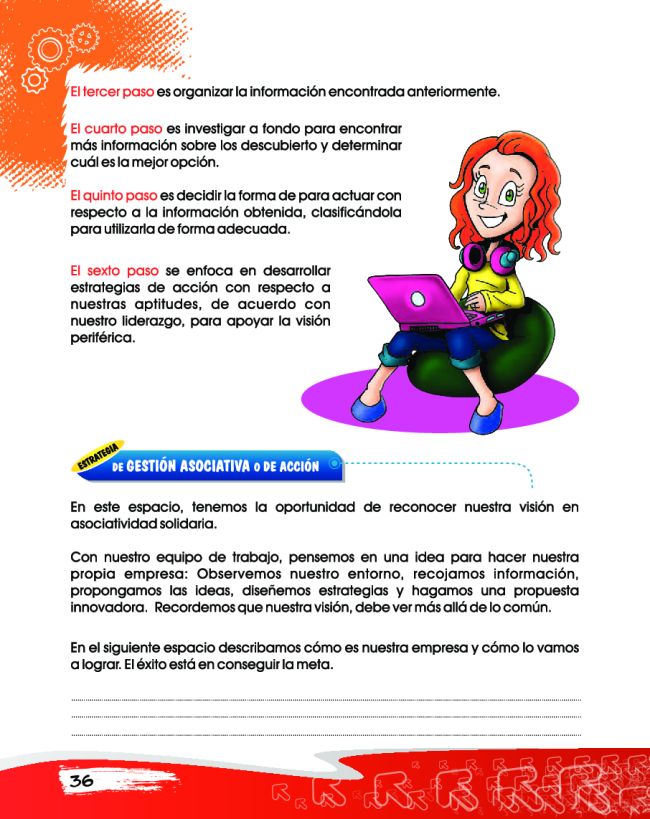 El tercer paso es organizar la información encontrada anteriormente.
El cuarto paso es investigar a fondo para encontrar
más información sobre los descubierto y determinar
cuál es la mejor opción.
El quinto paso es decidir la forma de para actuar con
respecto a la información obtenida, clasificándola
para utilizarla de forma adecuada.
El sexto paso se enfoca en desarrollar
estrategias de acción con respecto a
nuestras aptitudes, de acuerdo con
nuestro liderazgo, para apoyar la visión
periférica.
ESTRATEGIA
DE GESTIÓN ASOCIATIVA O DE ACCIÓN
En este espacio, tenemos la oportunidad de reconocer nuestra visión en
asociatividad solidaria.
Con nuestro equipo de trabajo, pensemos en una idea para hacer nuestra
propia empresa: Observemos nuestro entorno, recojamos información,
propongamos las ideas, diseñemos estrategias y hagamos una propuesta
innovadora. Recordemos que nuestra visión, debe ver más allá de lo común.
En el siguiente espacio describamos cómo es nuestra empresa y cómo lo vamos
a lograr. El éxito está en conseguir la meta.
36